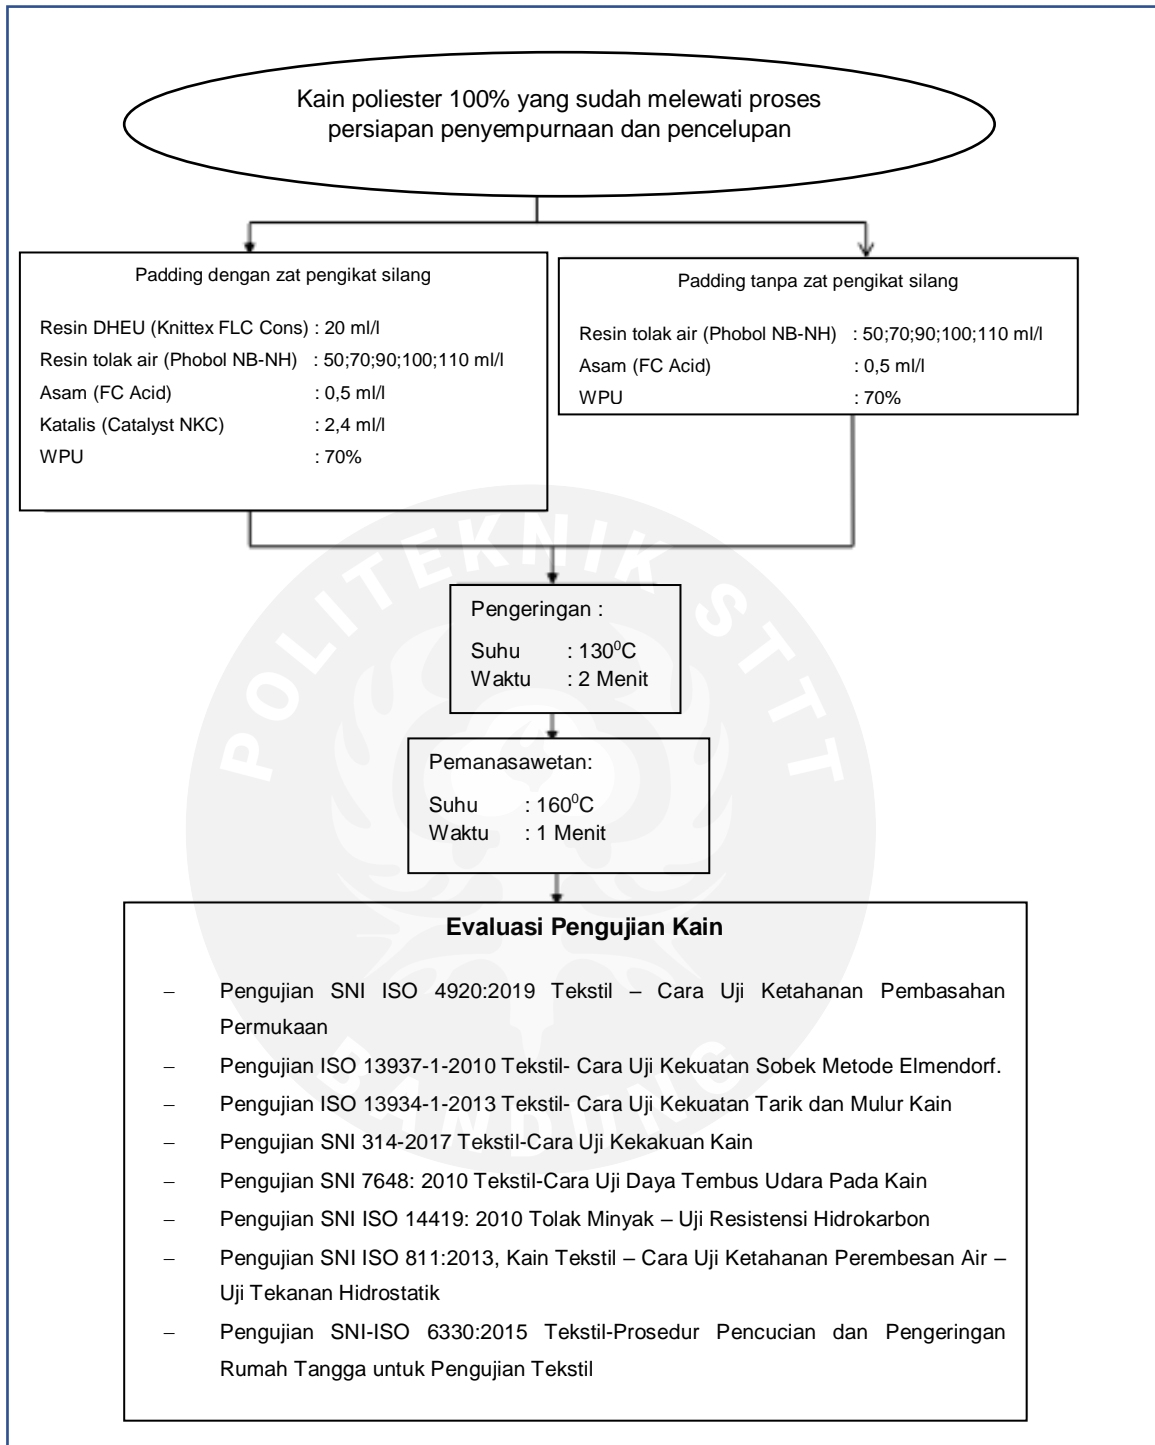 Kain poliester 100% yang sudah melewati proses
persiapan penyempurnaan dan pencelupan
Padding dengan zat pengikat silang
Resin DHEU (Knittex FLC Cons) : 20 ml/l
Resin tolak air (Phobol NB-NH) : 50;70;90;100;110 ml/l
Asam (FC Acid) : 0,5 ml/l
Katalis (Catalyst NKC) : 2,4 ml/l
WPU : 70%
Padding tanpa zat pengikat silang
Resin tolak air (Phobol NB-NH) : 50;70;90;100;110 ml/l
Asam (FC Acid) : 0,5 ml/l
WPU : 70%
Pengeringan :
Suhu : 130⁰C
Waktu : 2 Menit
Pemanasawetan:
Suhu : 160⁰C
Waktu : 1 Menit
Evaluasi Pengujian Kain
– Pengujian SNI ISO 4920:2019 Tekstil – Cara Uji Ketahanan Pembasahan
Permukaan
– Pengujian ISO 13937-1-2010 Tekstil- Cara Uji Kekuatan Sobek Metode Elmendorf.
– Pengujian ISO 13934-1-2013 Tekstil- Cara Uji Kekuatan Tarik dan Mulur Kain
– Pengujian SNI 314-2017 Tekstil-Cara Uji Kekakuan Kain
– Pengujian SNI 7648: 2010 Tekstil-Cara Uji Daya Tembus Udara Pada Kain
– Pengujian SNI ISO 14419: 2010 Tolak Minyak – Uji Resistensi Hidrokarbon
– Pengujian SNI ISO 811:2013, Kain Tekstil – Cara Uji Ketahanan Perembesan Air –
Uji Tekanan Hidrostatik
– Pengujian SNI-ISO 6330:2015 Tekstil-Prosedur Pencucian dan Pengeringan
Rumah Tangga untuk Pengujian Tekstil
POLITEKNIK STTT
BANDUNG